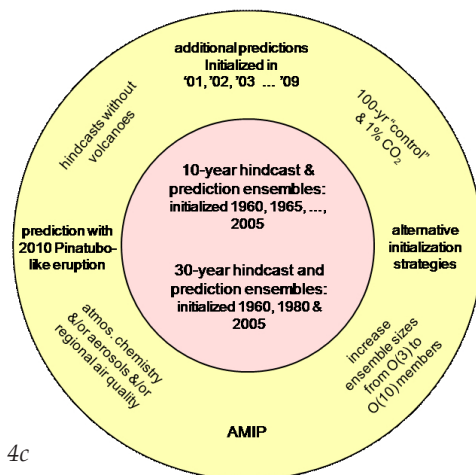 additional predictions
Initialized in
‘01, ’02, ’03 ... ’09
hindcasts without
volcanoes
100-yr “control”
& 1% CO₂
10-year hindcast &
prediction ensembles:
initialized 1960, 1965, ...,
2005
prediction with
2010 Pinatubo-
like eruption
alternative
initialization
strategies
30-year hindcast and
prediction ensembles:
initialized 1960, 1980 &
2005
atmos. chemistry
&/or aerosols &/or
regional air quality
increase
ensemble sizes
from O(3) to
O(10) members
AMIP
4c